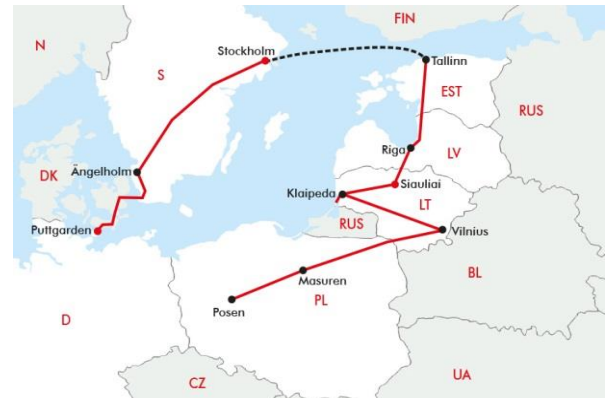 FIN
N
Stockholm
Tallinn
S
EST
RUS
Riga
LV
DK
Ängelholm
Siauliai
Klaipeda
LT
Puttgarden
RUS
Vilnius
BL
Masuren
Posen
PL
D
CZ
UA